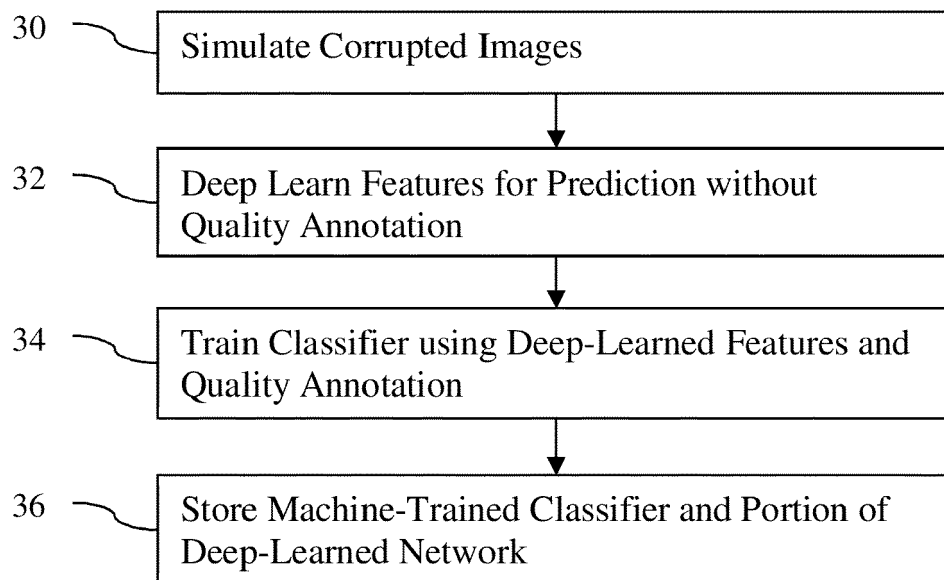 30
Simulate Corrupted Images
32
Deep Learn Features for Prediction without
Quality Annotation
34
Train Classifier using Deep-Learned Features and
Quality Annotation
36
Store Machine-Trained Classifier and Portion of
Deep-Learned Network